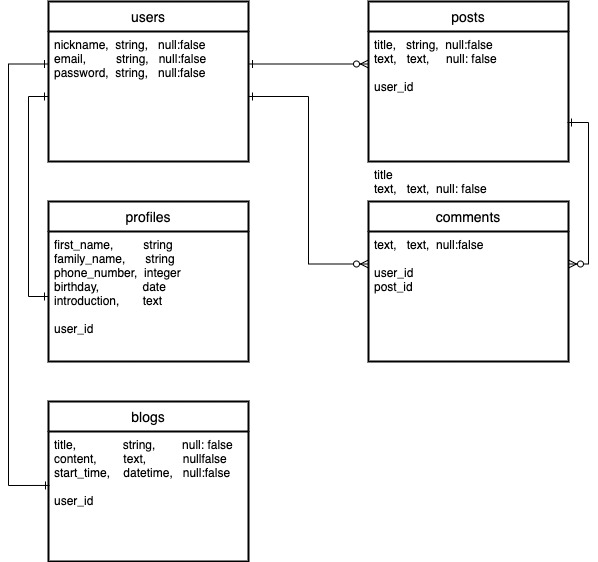 users
nickname, string, null:false
email, string, null:false
password, string, null:false
posts
title, string, null:false
text, text, null: false
user_id
title
text, text, null: false
profiles
first_name, string
family_name, string
phone_number, integer
birthday, date
introduction, text
user_id
comments
text, text, null:false
user_id
post_id
blogs
title, string, null: false
content, text, nullfalse
start_time, datetime, null:false
user_id